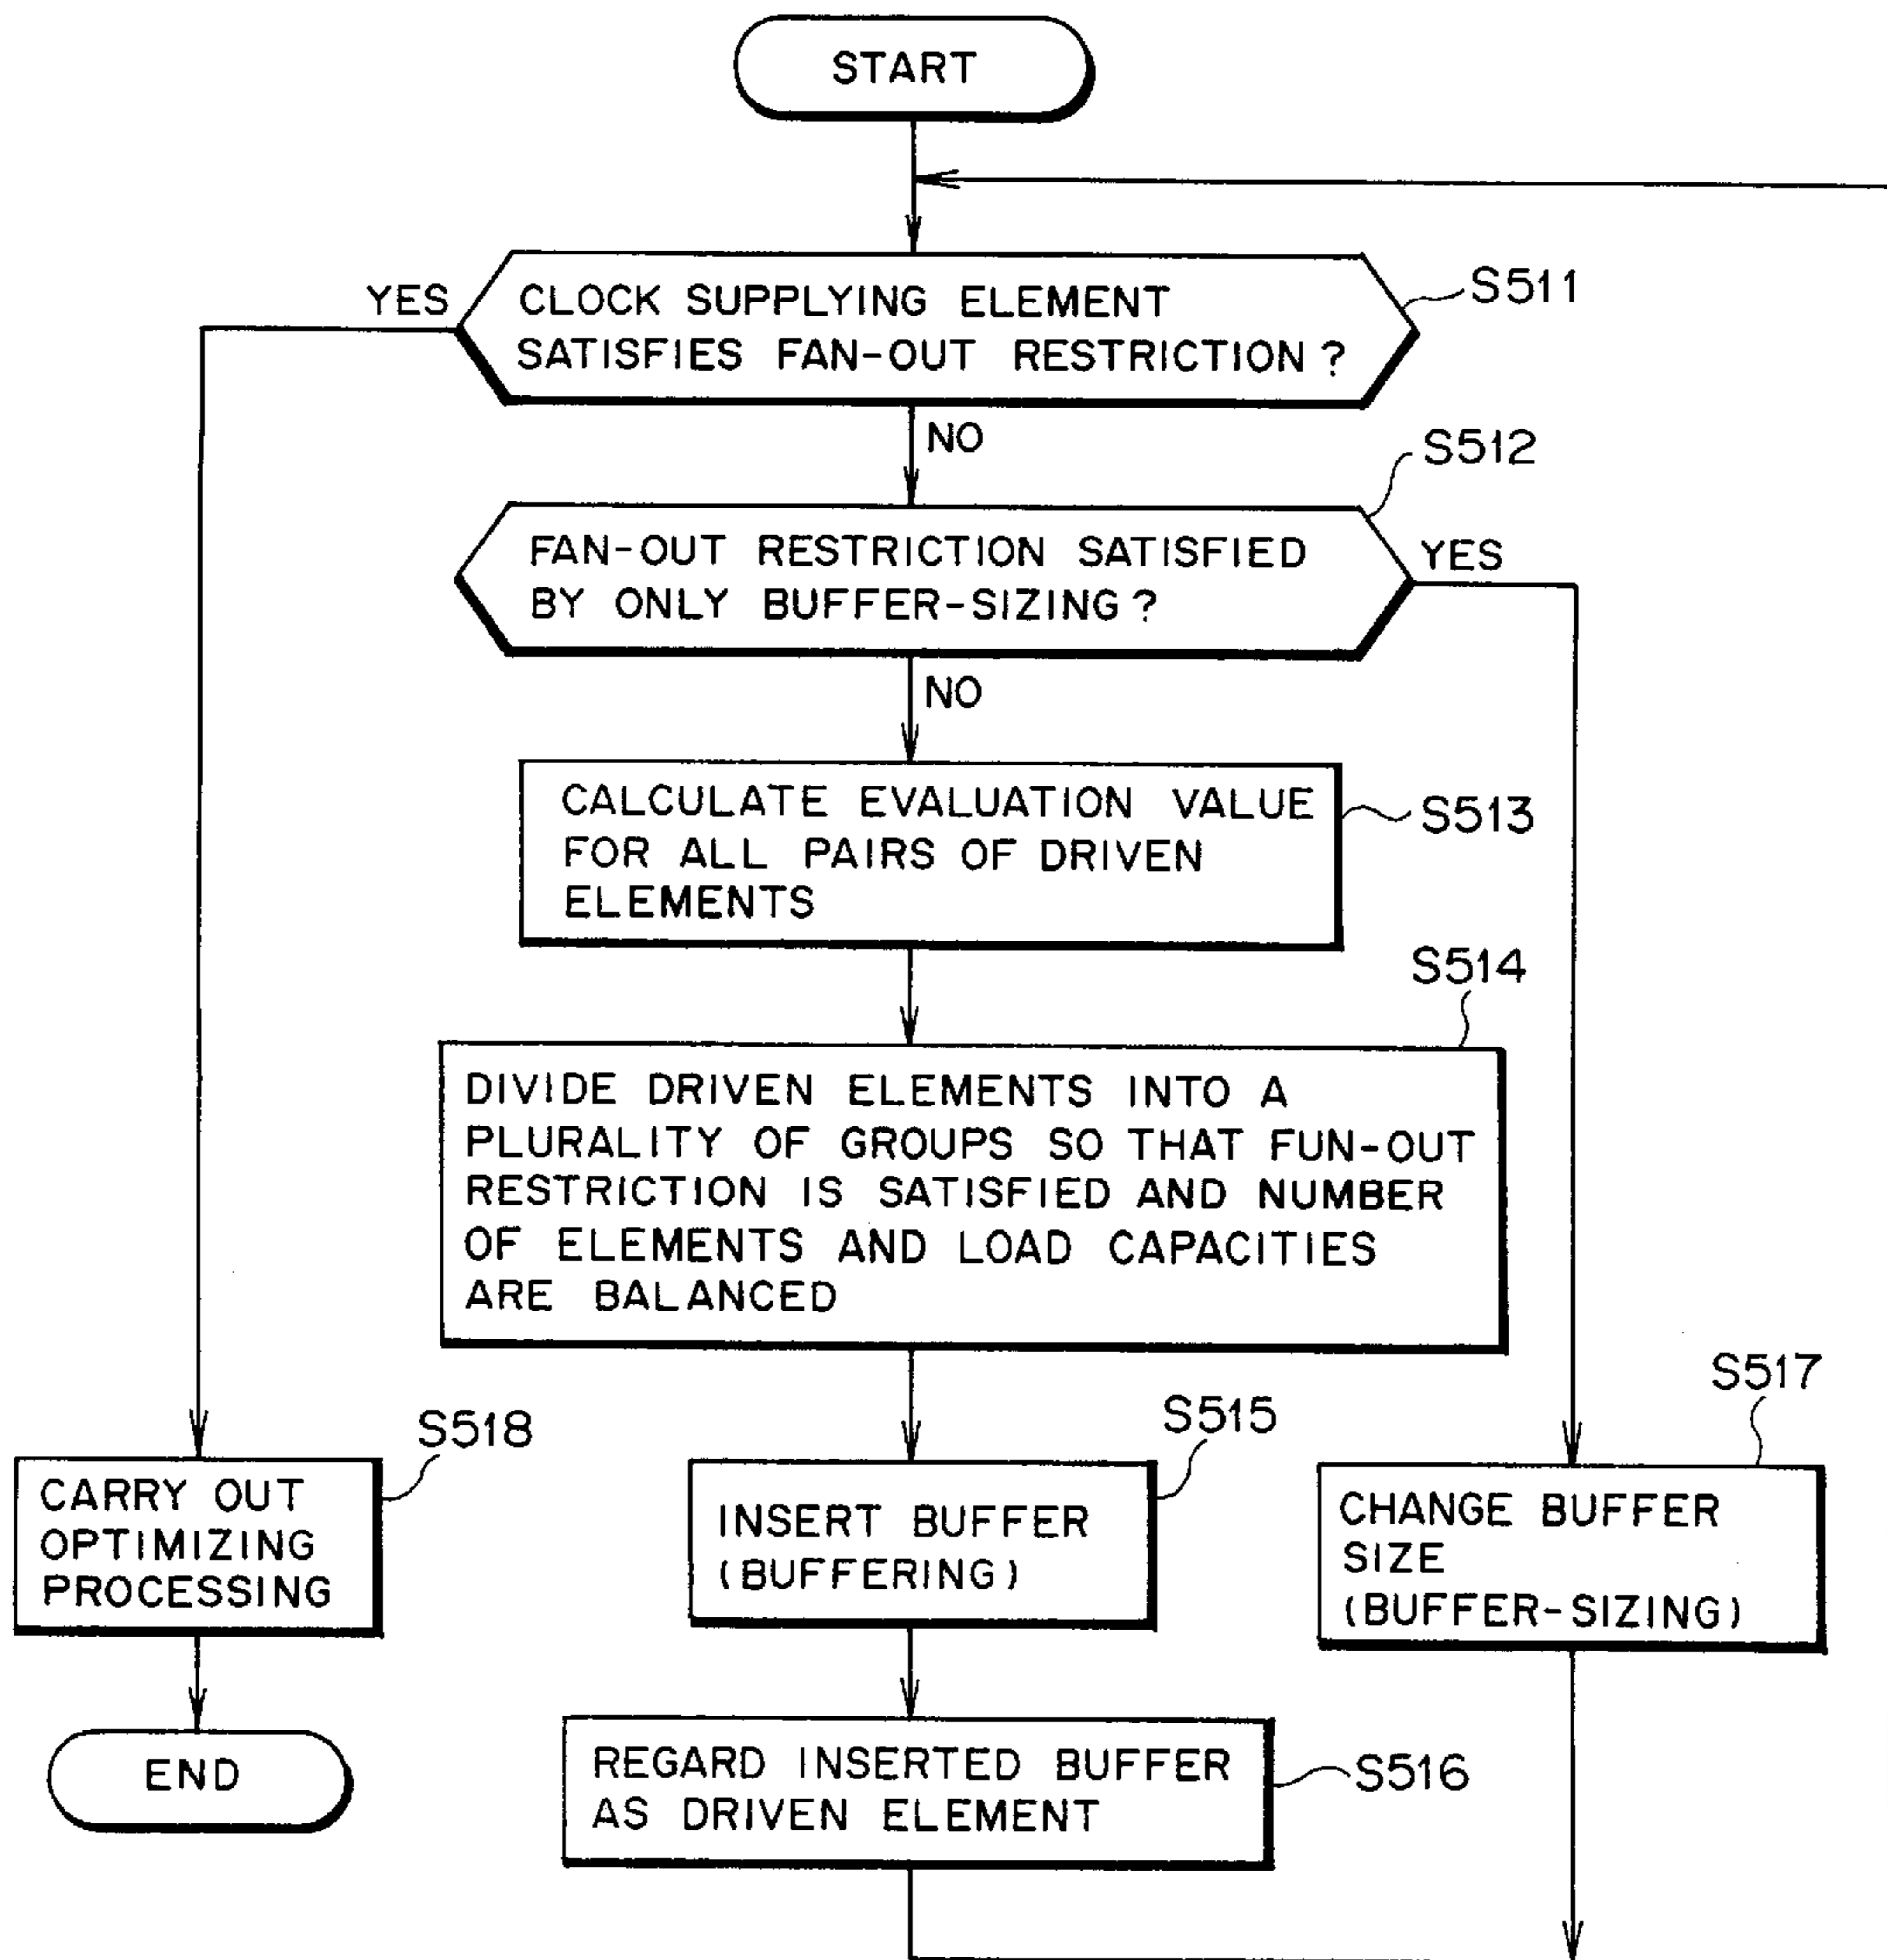 START
CLOCK SUPPLYING ELEMENT
SATISFIES FAN-OUT RESTRICTION?
YES
S511
NO
S512
FAN-OUT RESTRICTION SATISFIED
BY ONLY BUFFER-SIZING?
YES
NO
CALCULATE EVALUATION VALUE
FOR ALL PAIRS OF DRIVEN
ELEMENTS
S513
S514
DIVIDE DRIVEN ELEMENTS INTO A
PLURALITY OF GROUPS SO THAT FUN-OUT
RESTRICTION IS SATISFIED AND NUMBER
OF ELEMENTS AND LOAD CAPACITIES
ARE BALANCED
S518
CARRY OUT
OPTIMIZING
PROCESSING
S515
INSERT BUFFER
(BUFFERING)
S517
CHANGE BUFFER
SIZE
(BUFFER-SIZING)
END
REGARD INSERTED BUFFER
AS DRIVEN ELEMENT
S516